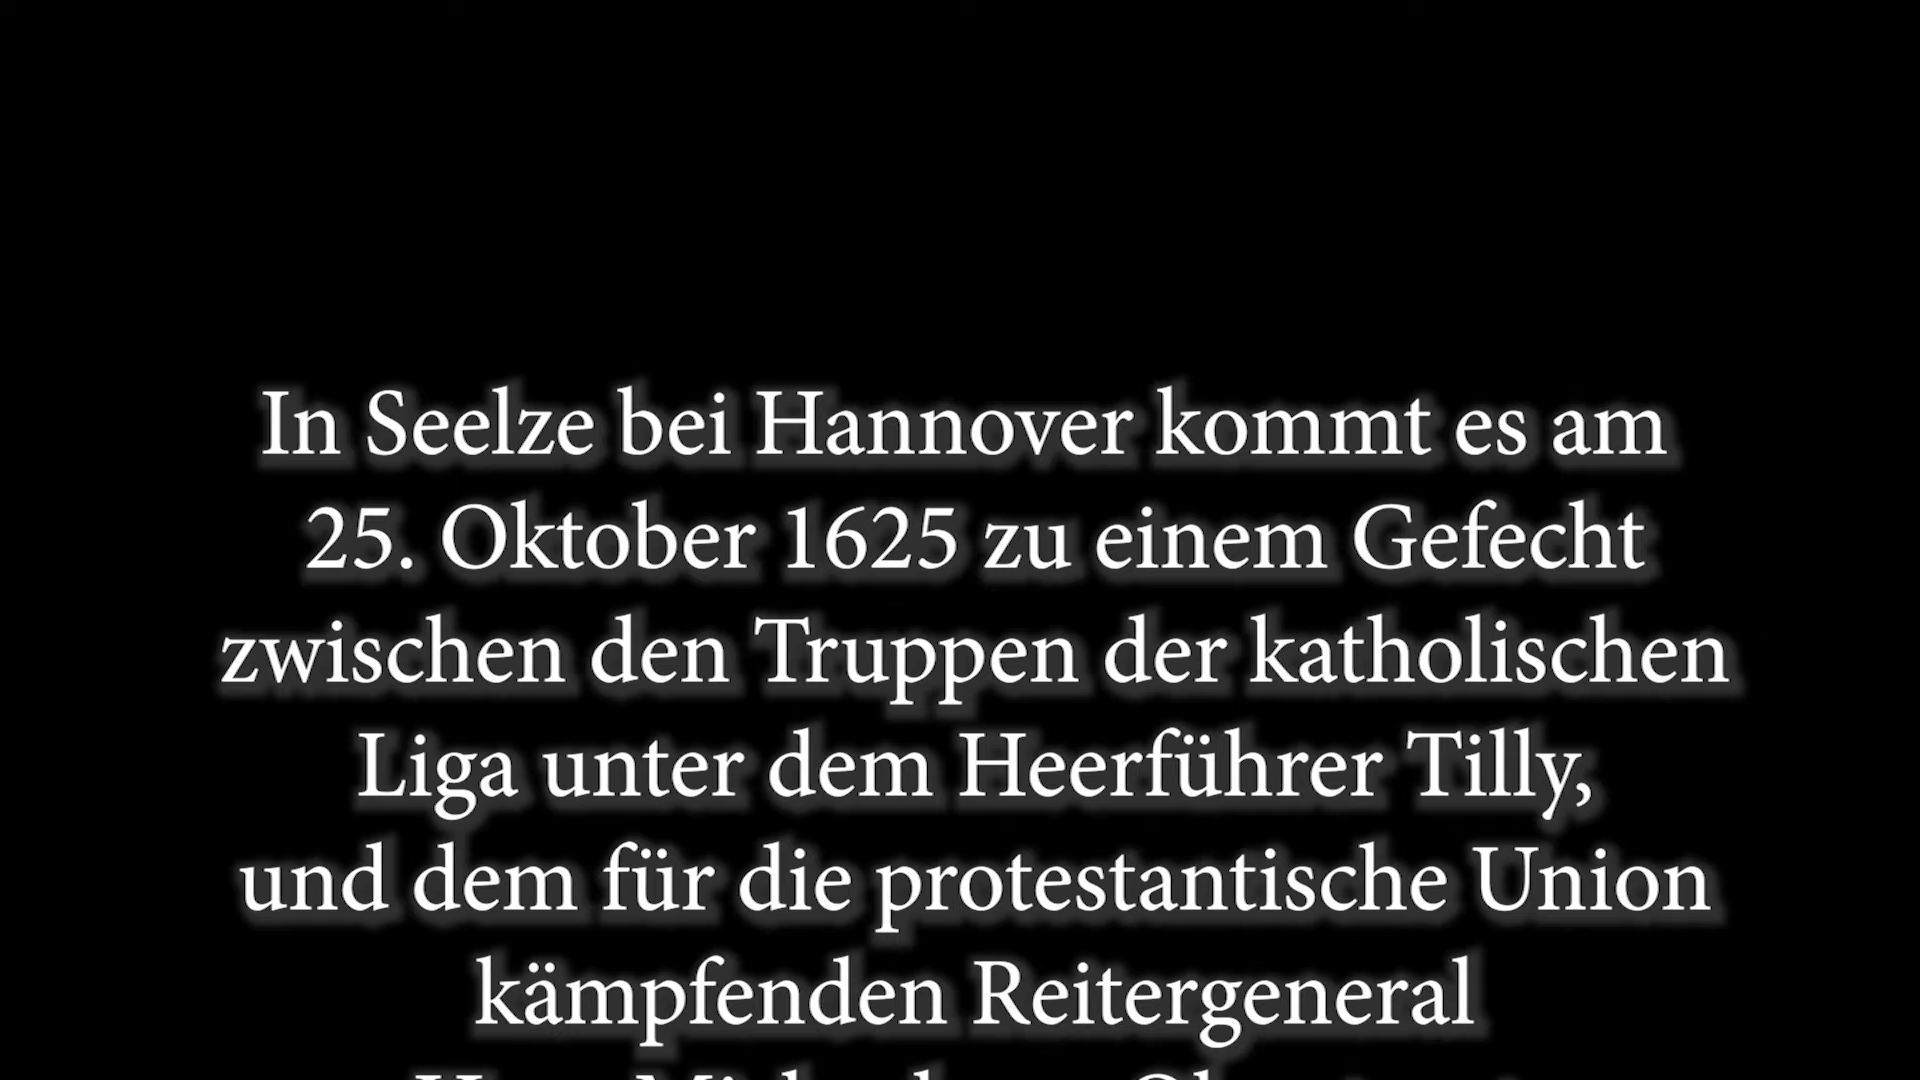 In Seelze bei Hannover kommt es am
25. Oktober 1625 zu einem Gefecht
zwischen den Truppen der katholischen
Liga unter dem Heerführer Tilly,
und dem für die protestantische Union
kämpfenden Reitergeneral